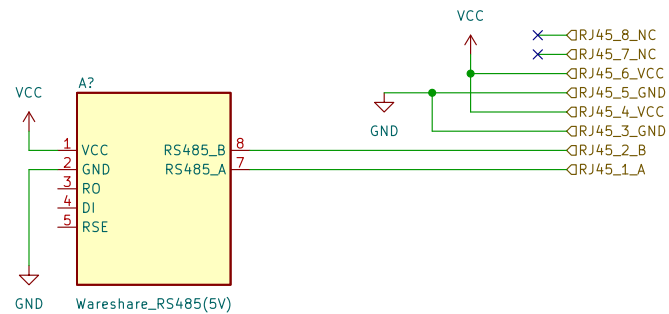 VCC
RJ45_8_NC
RJ45_7_NC
RJ45_6_VCC
RJ45_5_GND
RJ45_4_VCC
RJ45_3_GND
RJ45_2_B
RJ45_1_A
GND
A?
VCC
GND
1 VCC
2 GND
3 RO
4 DI
5 RSE
RS485_B 8
RS485_A 7
Wareshare_RS485(5V)